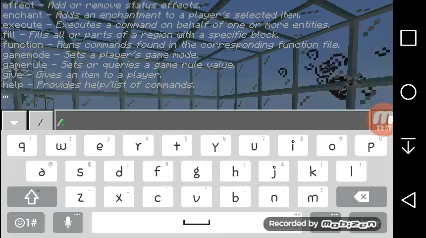 effect - Add or remove status effects.
enchant - Adds an enchantment to a player's selected item.
execute - Executes a command on behalf of one or more entities.
fill - Fills all or parts of a region with a specific block.
function - Runs commands found in the corresponding function file.
gamemode - Sets a player's game mode.
gamerule - Sets or queries a game rule value.
give - Gives an item to a player.
help - Provides help/list of commands.
...
/
q w e r t y u i o p
a s d f g h j k l
z x c v b n m
☺1#
Recorded by mobizen